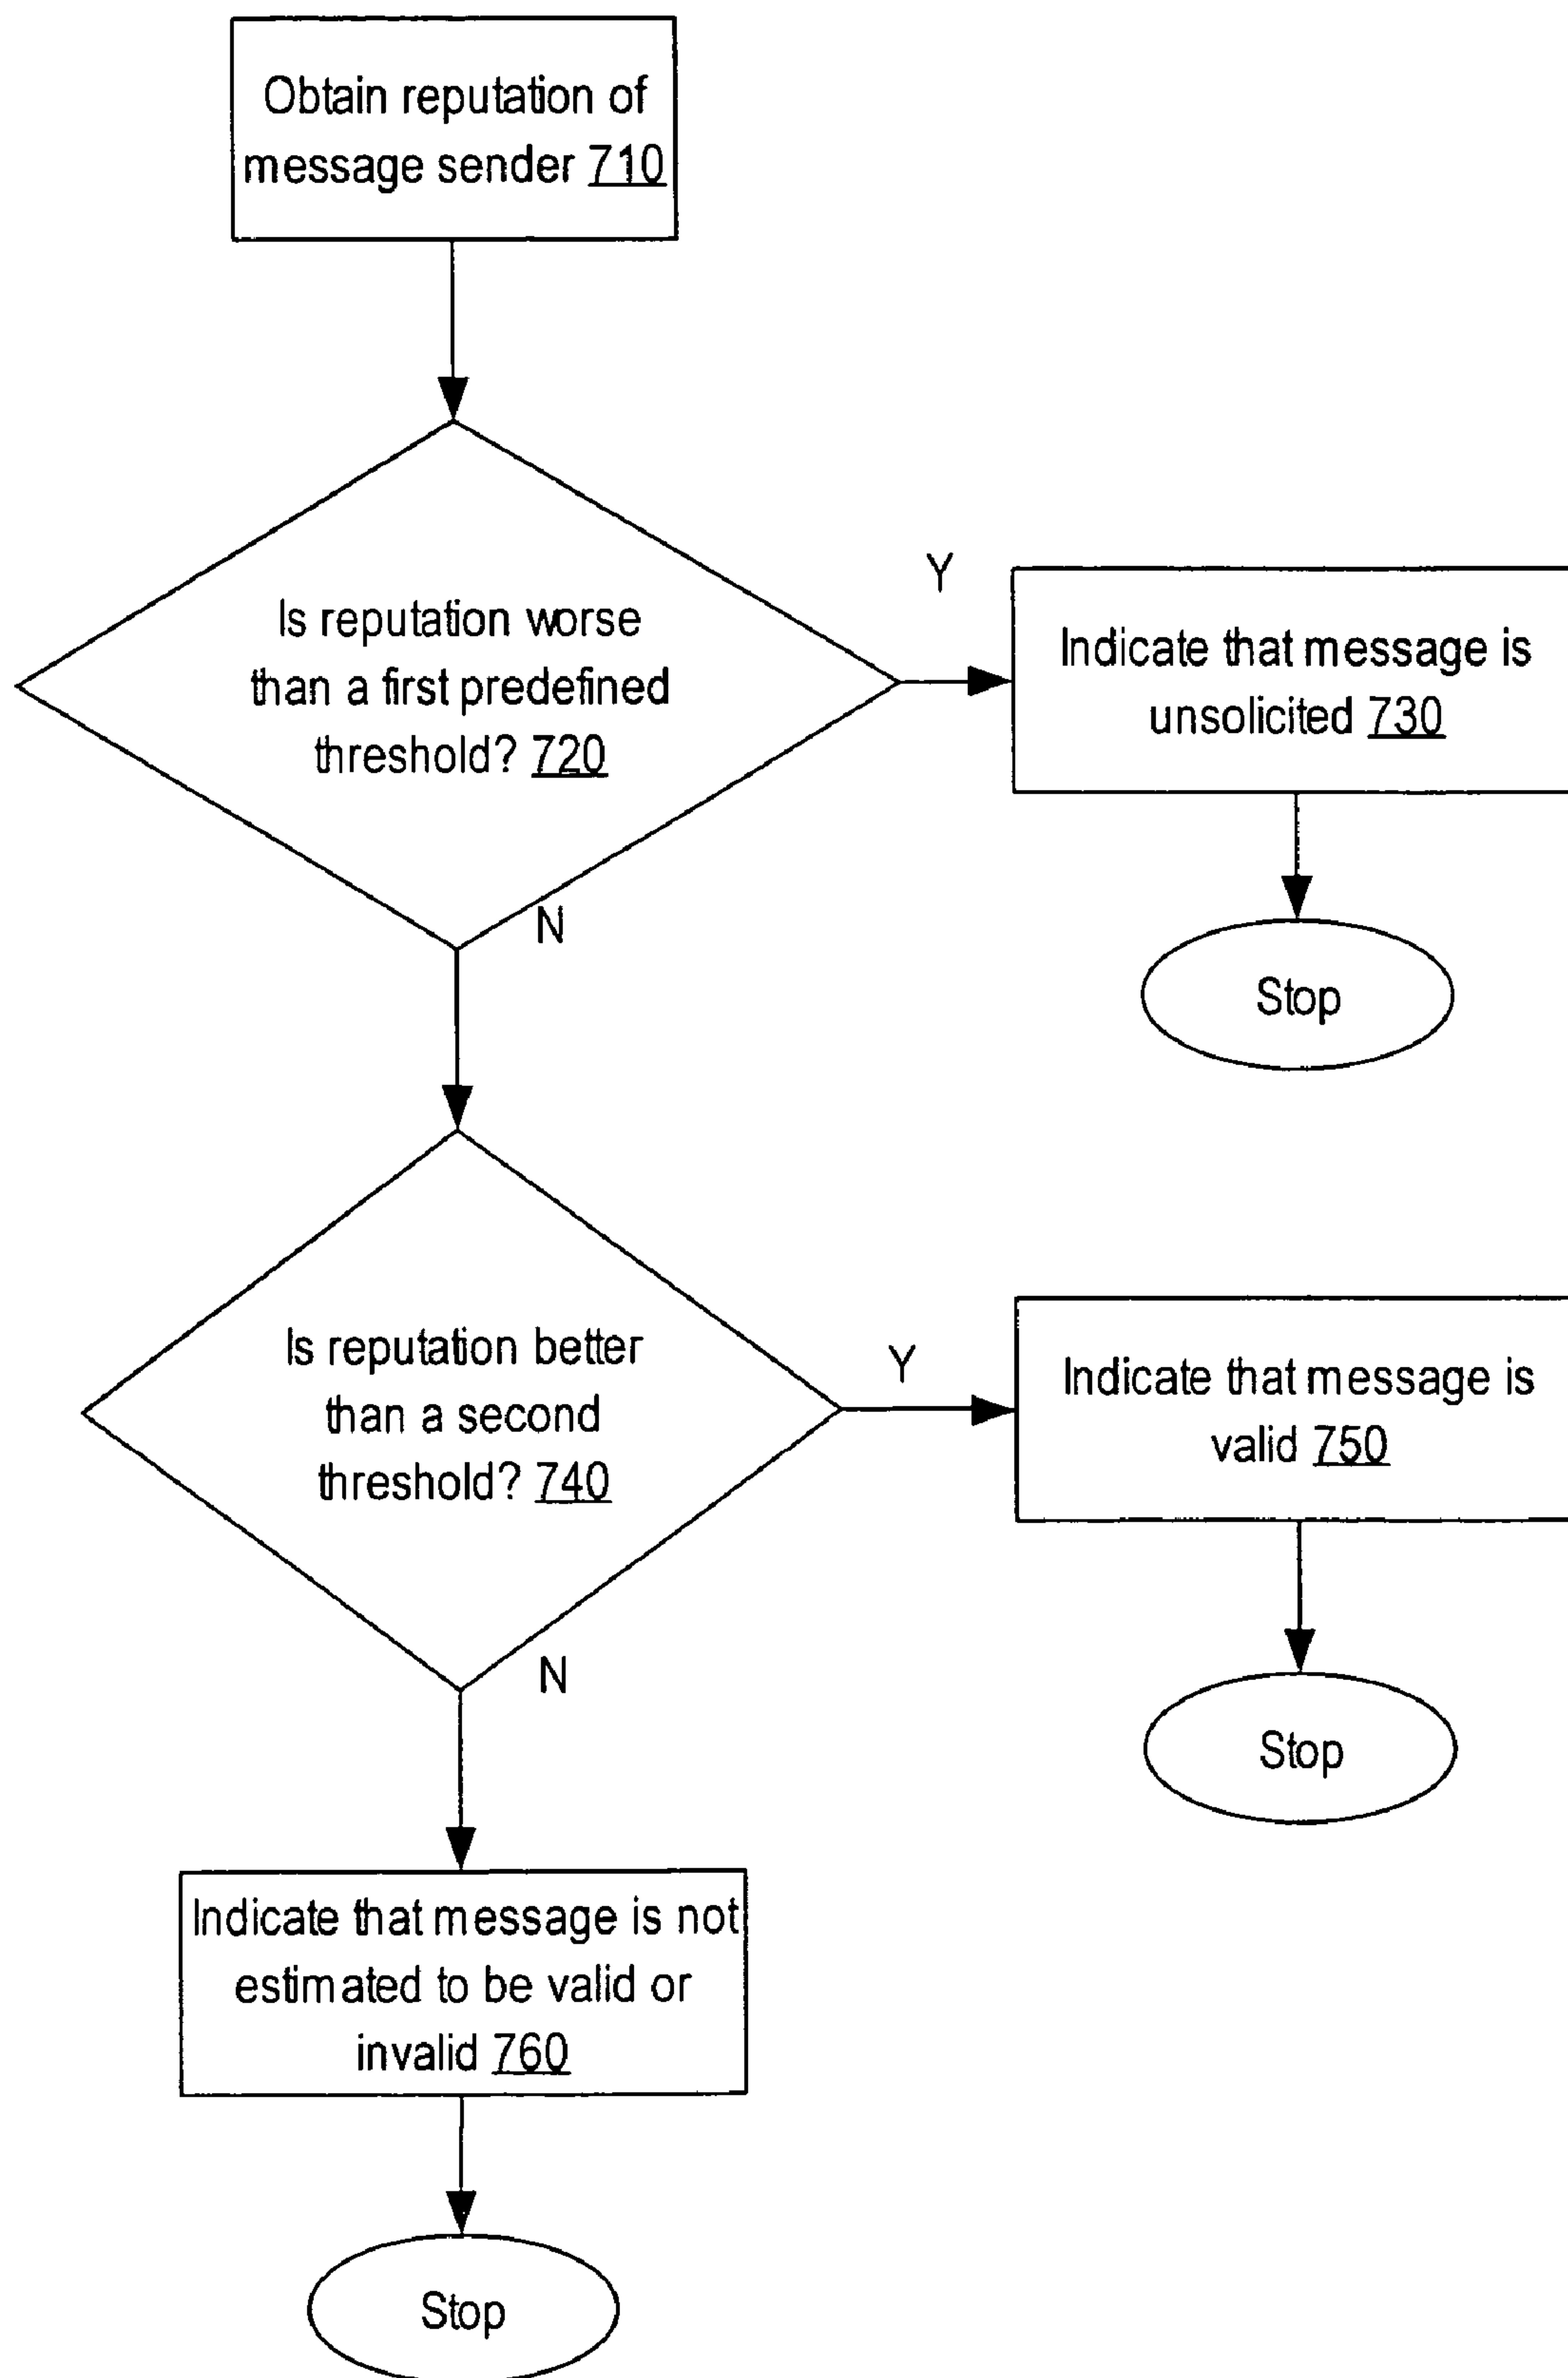 Obtain reputation of
message sender 710
Is reputation worse
than a first predefined
threshold? 720
Y
Indicate that message is
unsolicited 730
N
Stop
Is reputation better
than a second
threshold? 740
Y
Indicate that message is
valid 750
N
Stop
Indicate that message is not
estimated to be valid or
invalid 760
Stop